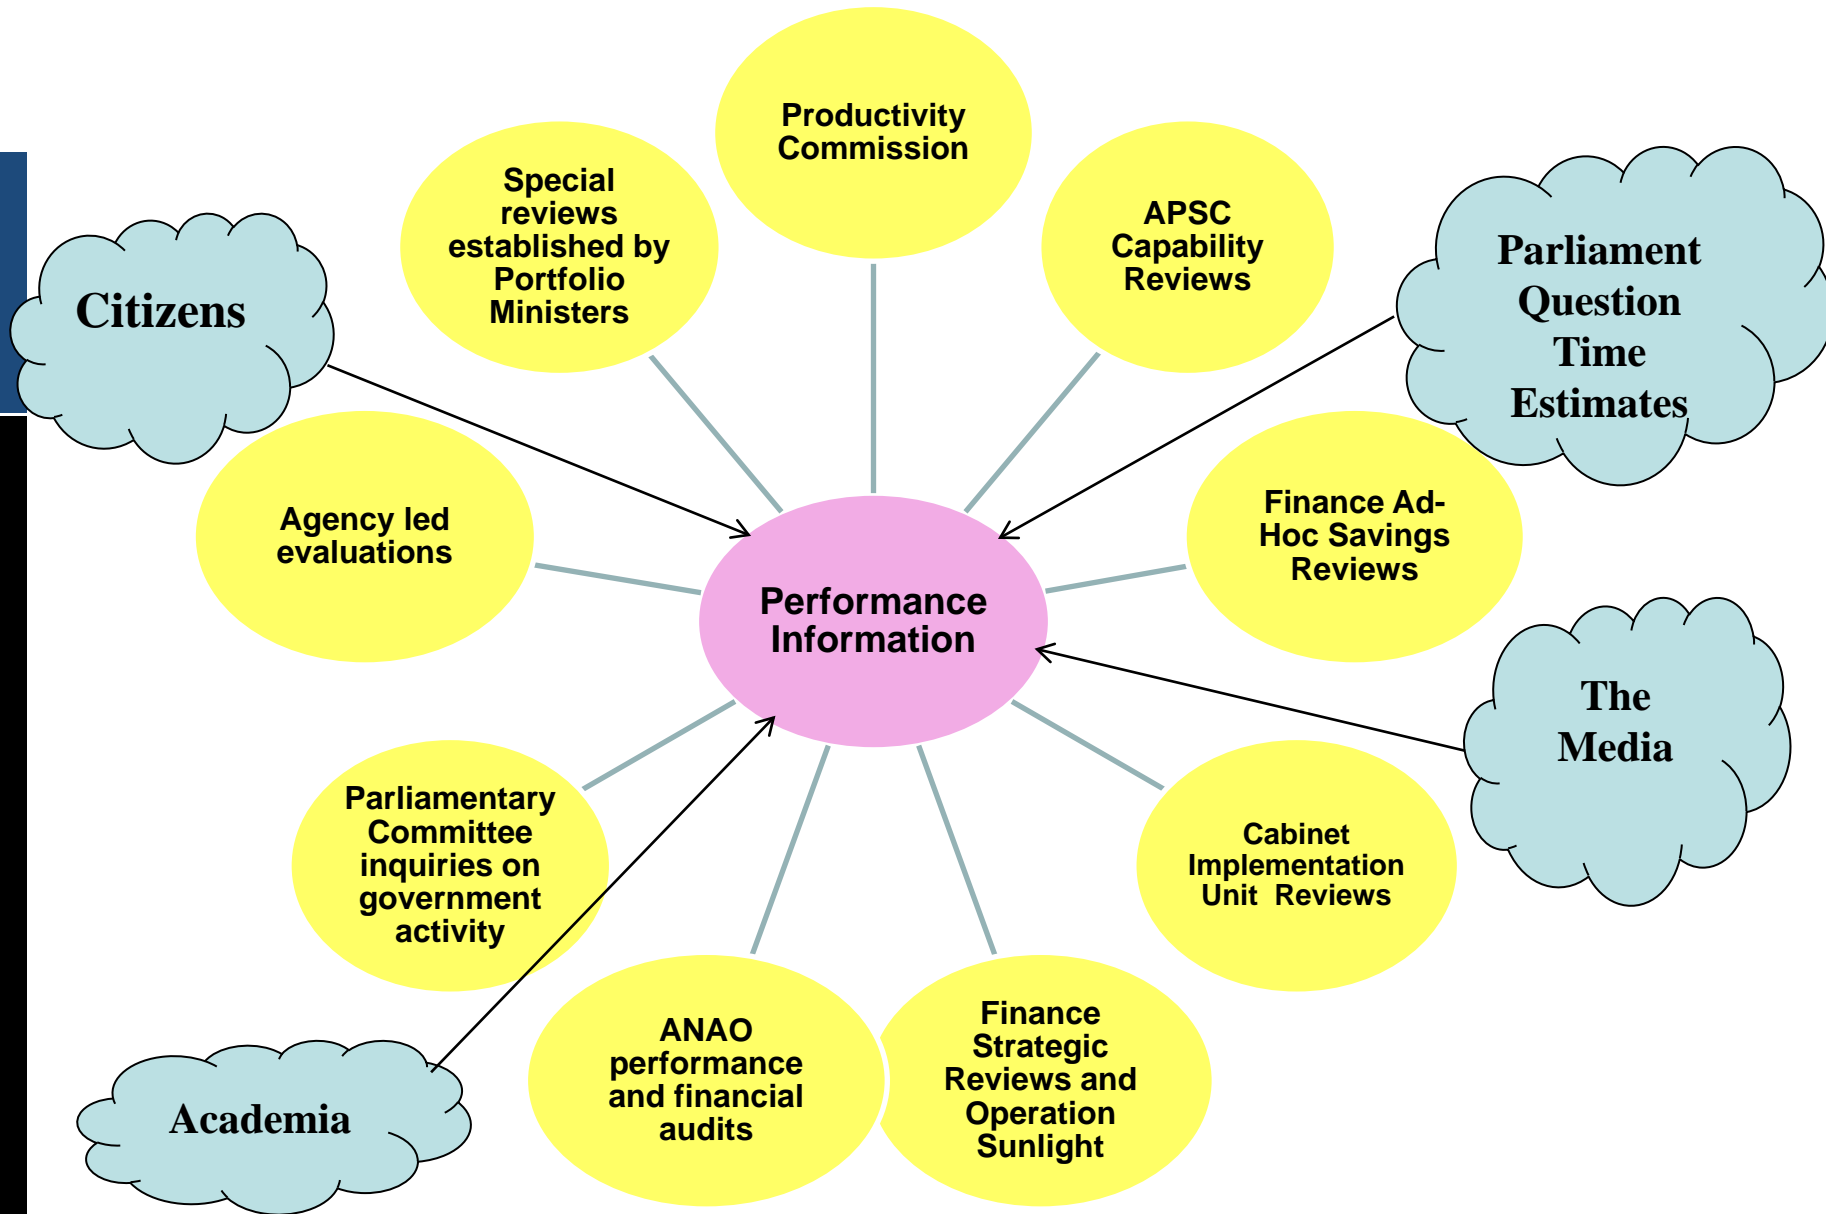 Productivity
Commission
Special
reviews
established by
Portfolio
Ministers
APSC
Capability
Reviews
Parliament
Question
Time
Estimates
Citizens
Agency led
evaluations
Finance Ad-
Hoc Savings
Reviews
Performance
Information
The
Media
Parliamentary
Committee
inquiries on
government
activity
Cabinet
Implementation
Unit  Reviews
ANAO
performance
and financial
audits
Finance
Strategic
Reviews and
Operation
Sunlight
Academia